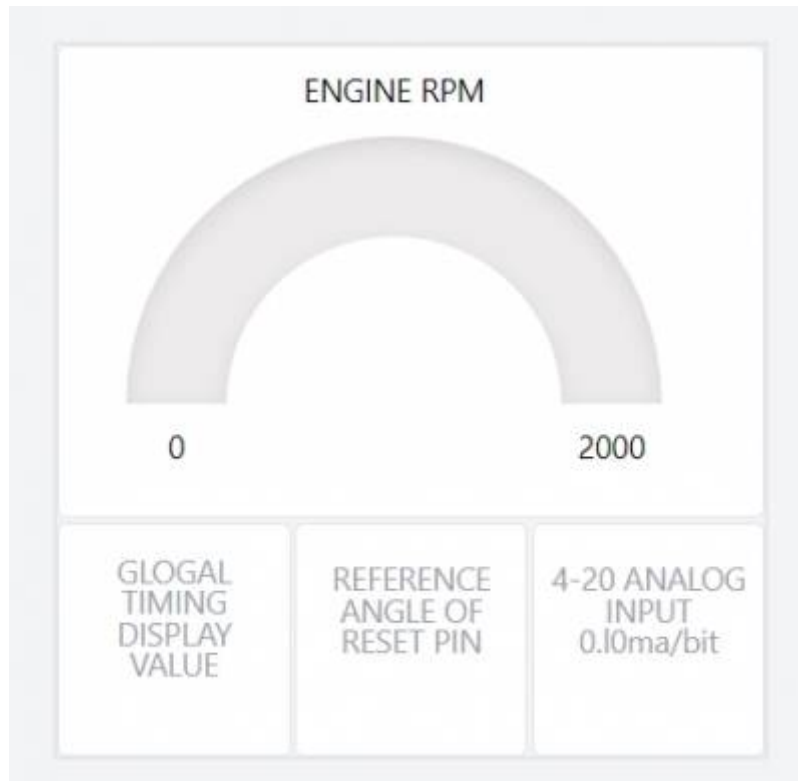 ENGINE RPM
0
2000
GLOGAL
TIMING
DISPLAY
VALUE
REFERENCE
ANGLE OF
RESET PIN
4-20 ANALOG
INPUT
0.l0ma/bit